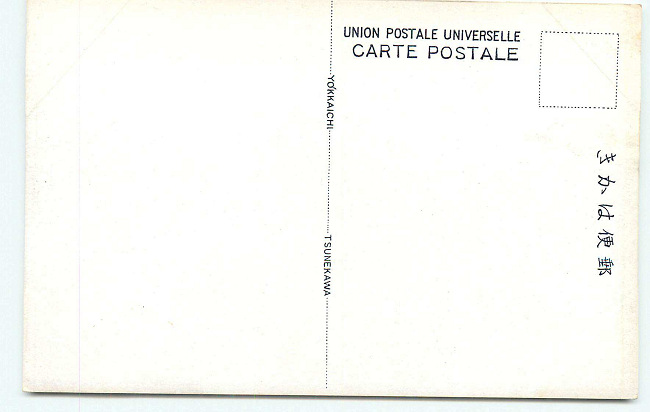 UNION POSTALE UNIVERSELLE
CARTE POSTALE
郵便はかき
YOKKAICHI
TSUNEKAWA